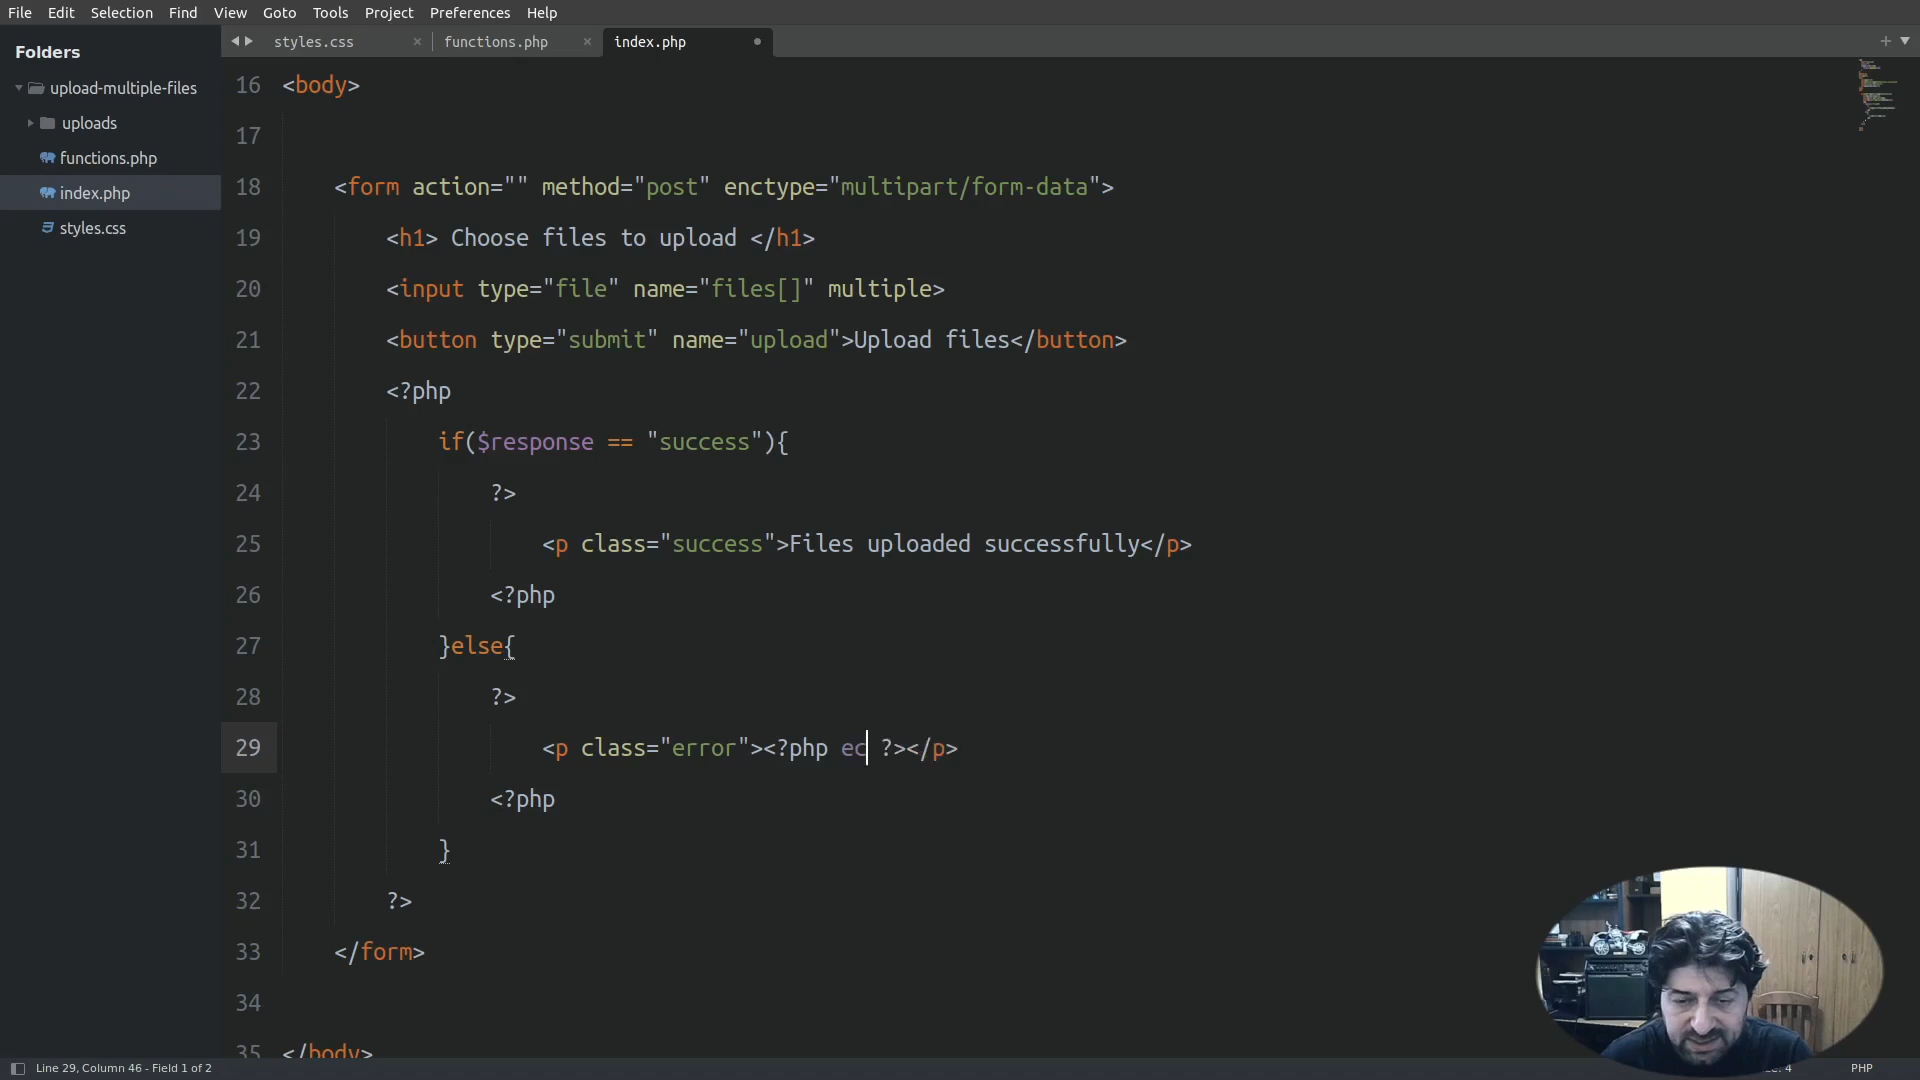 File Edit Selection Find View Goto Tools Project Preferences Help
Folders
styles.css × functions.php × index.php
upload-multiple-files
uploads
functions.php
index.php
styles.css
16 <body>
17
18 <form action="" method="post" enctype="multipart/form-data">
19 <h1> Choose files to upload </h1>
20 <input type="file" name="files[]" multiple>
21 <button type="submit" name="upload">Upload files</button>
22 <?php
23 if($response == "success"){
24 ?>
25 <p class="success">Files uploaded successfully</p>
26 <?php
27 }else{
28 ?>
29 <p class="error"><?php ec ?></p>
30 <?php
31 }
32 ?>
33 </form>
34
35 </body>
Line 29, Column 46 - Field 1 of 2
4 PHP